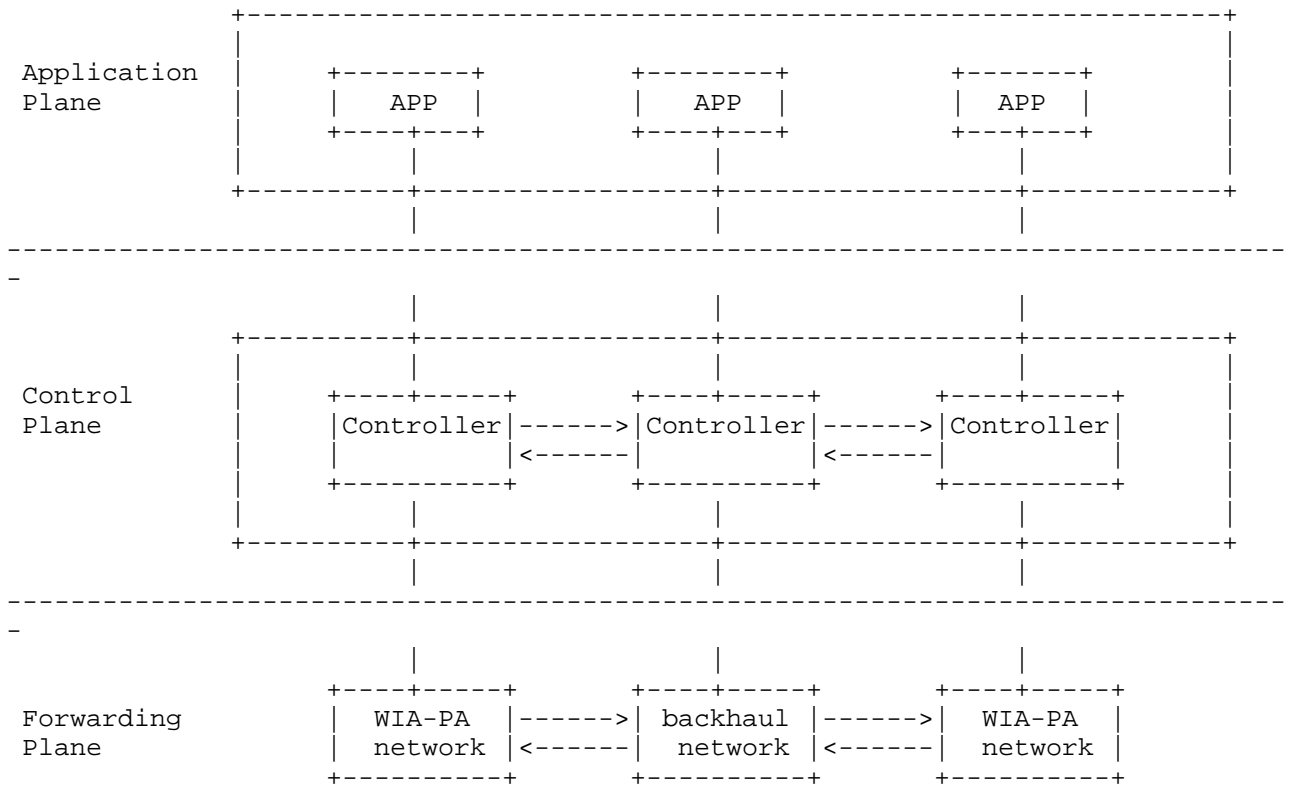 Application
Plane
APP APP APP
Control
Plane
Controller Controller Controller
Forwarding
Plane
WIA-PA backhaul WIA-PA
network network network